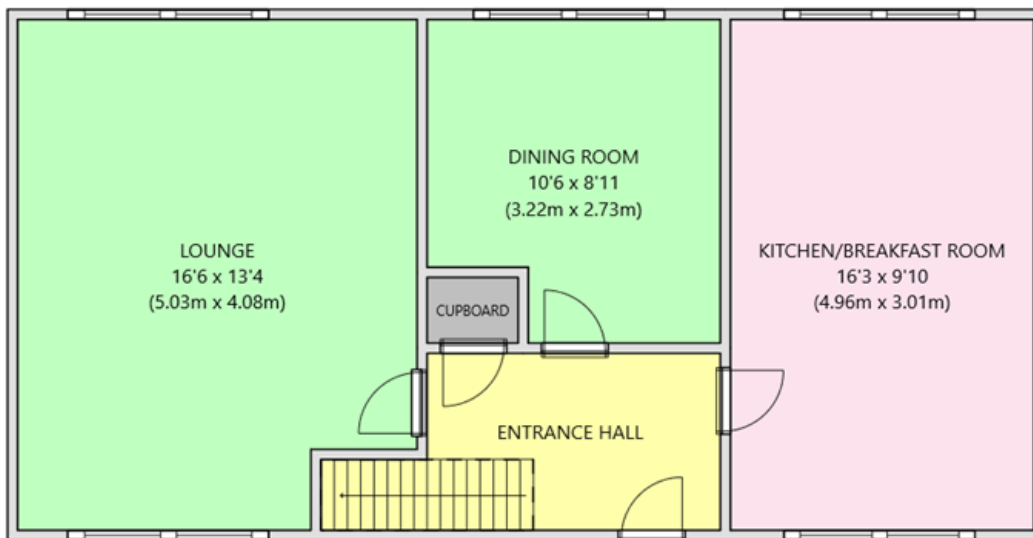 LOUNGE
16'6 x 13'4
(5.03m x 4.08m)
DINING ROOM
10'6 x 8'11
(3.22m x 2.73m)
KITCHEN/BREAKFAST ROOM
16'3 x 9'10
(4.96m x 3.01m)
CUPBOARD
ENTRANCE HALL